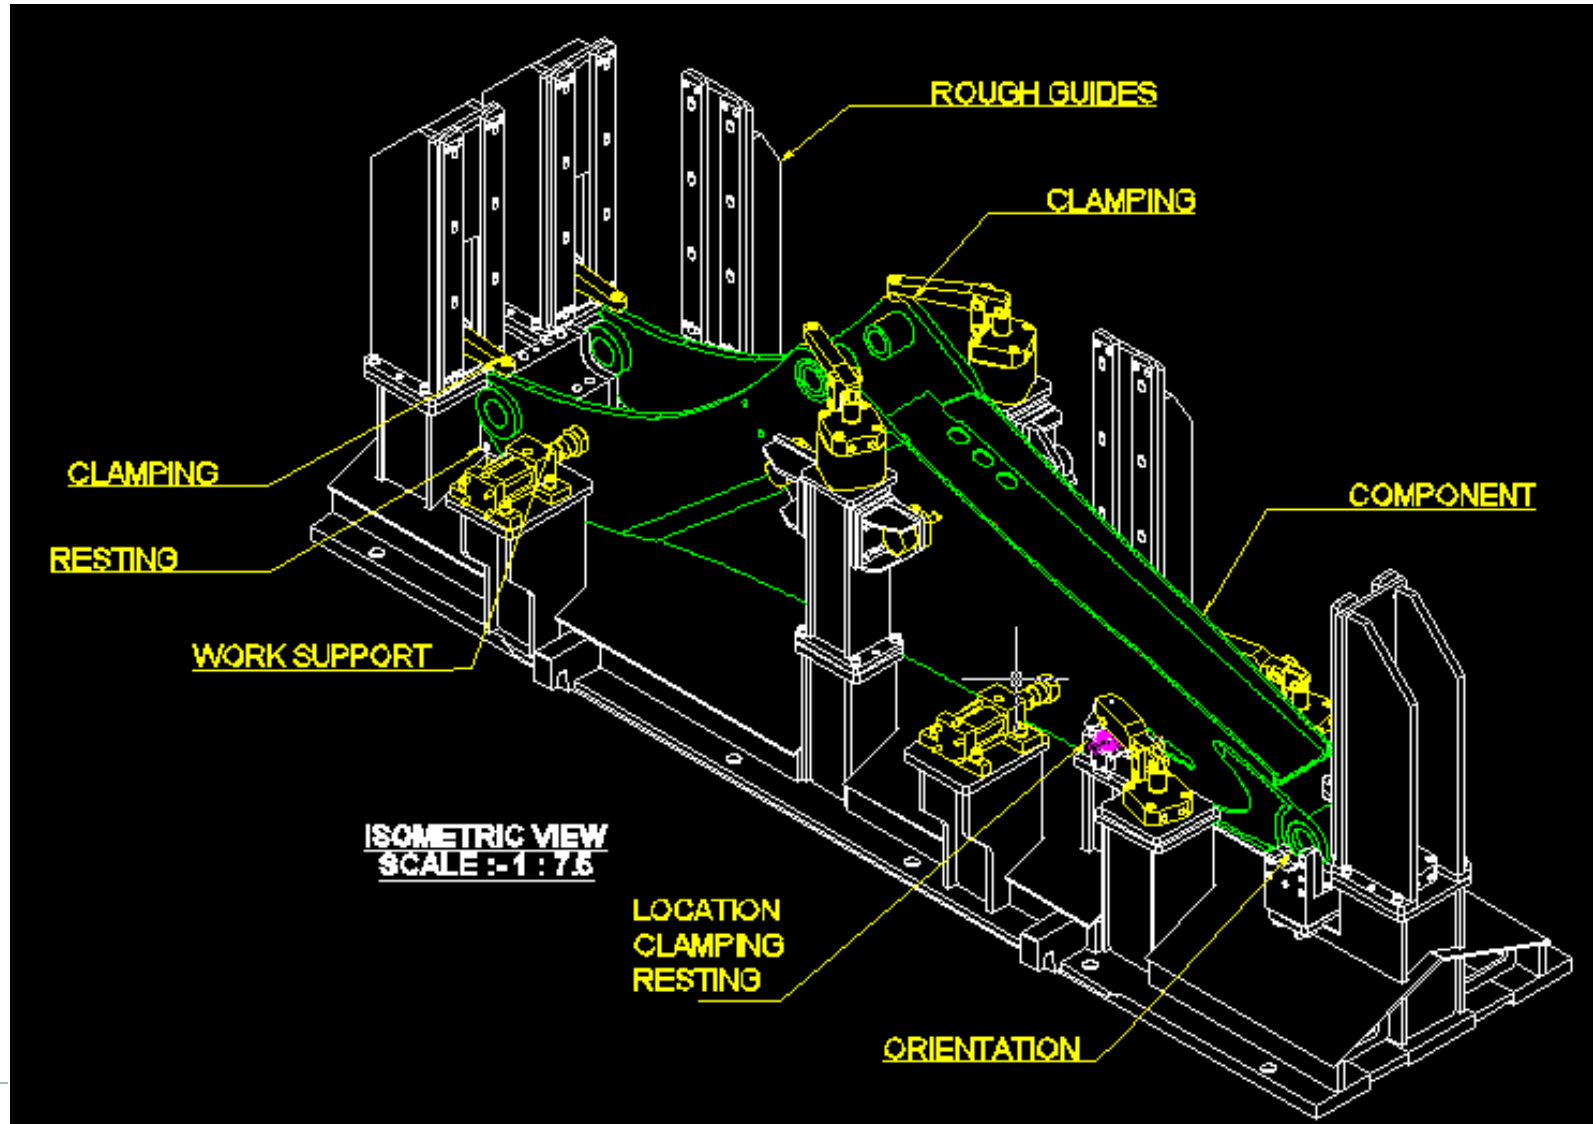 ROUGH GUIDES
CLAMPING
CLAMPING
COMPONENT
RESTING
WORK SUPPORT
ISOMETRIC VIEW
SCALE :- 1 : 7.5
LOCATION
CLAMPING
RESTING
ORIENTATION